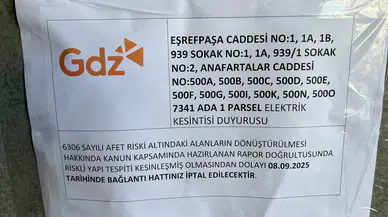 Gdz
EŞREFPAŞA CADDESİ NO:1, 1A, 1B,
939 SOKAK NO:1, 1A, 939/1 SOKAK
NO:2, ANAFARTALAR CADDESİ
NO:500A, 500B, 500C, 500D, 500E,
500F, 500G, 500I, 500K, 500N, 500O
7341 ADA 1 PARSEL ELEKTRİK
KESİNTİSİ DUYURUSU
6306 SAYILI AFET RİSKİ ALTINDAKİ ALANLARIN DÖNÜŞTÜRÜLMESİ
HAKKINDA KANUN KAPSAMINDA HAZIRLANAN RAPOR DOĞRULTUSUNDA
RİSKLİ YAPI TESPİTİ KESİNLEŞMİŞ OLMASINDAN DOLAYI 08.09.2025
TARİHİNDE BAĞLANTI HATTINIZ İPTAL EDİLECEKTİR.